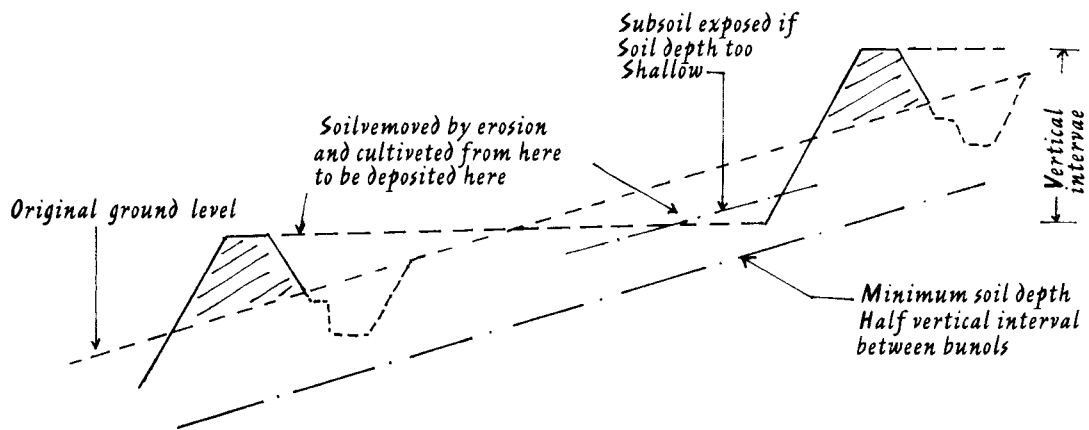 Subsoil exposed if
Soil depth too
Shallow
Soilvemoved by erosion
and cultiveted from here
to be deposited here
Original ground level
Vertical
intervae
Minimum soil depth
Half vertical interval
between bunols